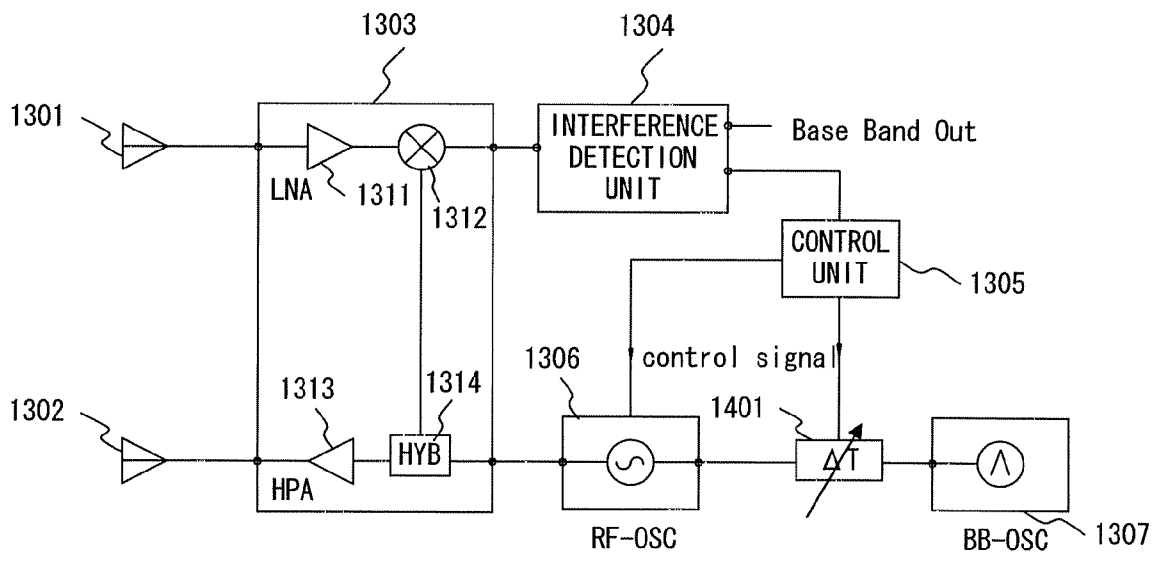 1303
1304
1301
INTERFERENCE
DETECTION
UNIT
Base Band Out
LNA
1311
1312
CONTROL
UNIT
1305
1306
control signal
1302
1313
1314
1401
HYB
ΔT
HPA
RF-OSC
BB-OSC
1307